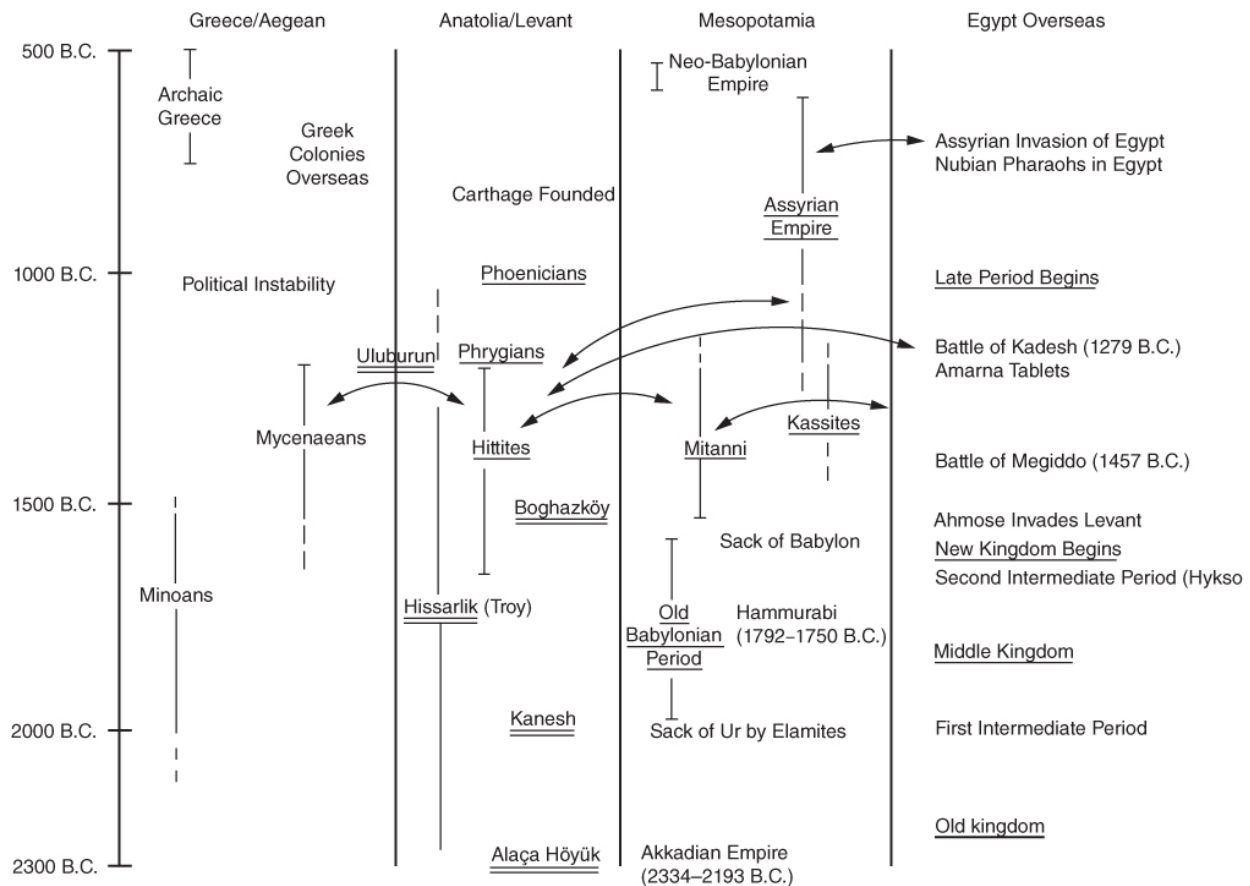 Greece/Aegean
Anatolia/Levant
Mesopotamia
Egypt Overseas
500 B.C.
1000 B.C.
1500 B.C.
2000 B.C.
2300 B.C.
Archaic
Greece
Greek
Colonies
Overseas
Political Instability
Mycenaeans
Minoans
Carthage Founded
Phoenicians
Uluburun
Phrygians
Hittites
Boghazköy
Hissarlik (Troy)
Kanesh
Alaça Höyük
Neo-Babylonian
Empire
Assyrian
Empire
Kassites
Mitanni
Sack of Babylon
Old
Babylonian
Period
Hammurabi
(1792–1750 B.C.)
Sack of Ur by Elamites
Akkadian Empire
(2334–2193 B.C.)
Assyrian Invasion of Egypt
Nubian Pharaohs in Egypt
Late Period Begins
Battle of Kadesh (1279 B.C.)
Amarna Tablets
Battle of Megiddo (1457 B.C.)
Ahmose Invades Levant
New Kingdom Begins
Second Intermediate Period (Hykso
Middle Kingdom
First Intermediate Period
Old kingdom